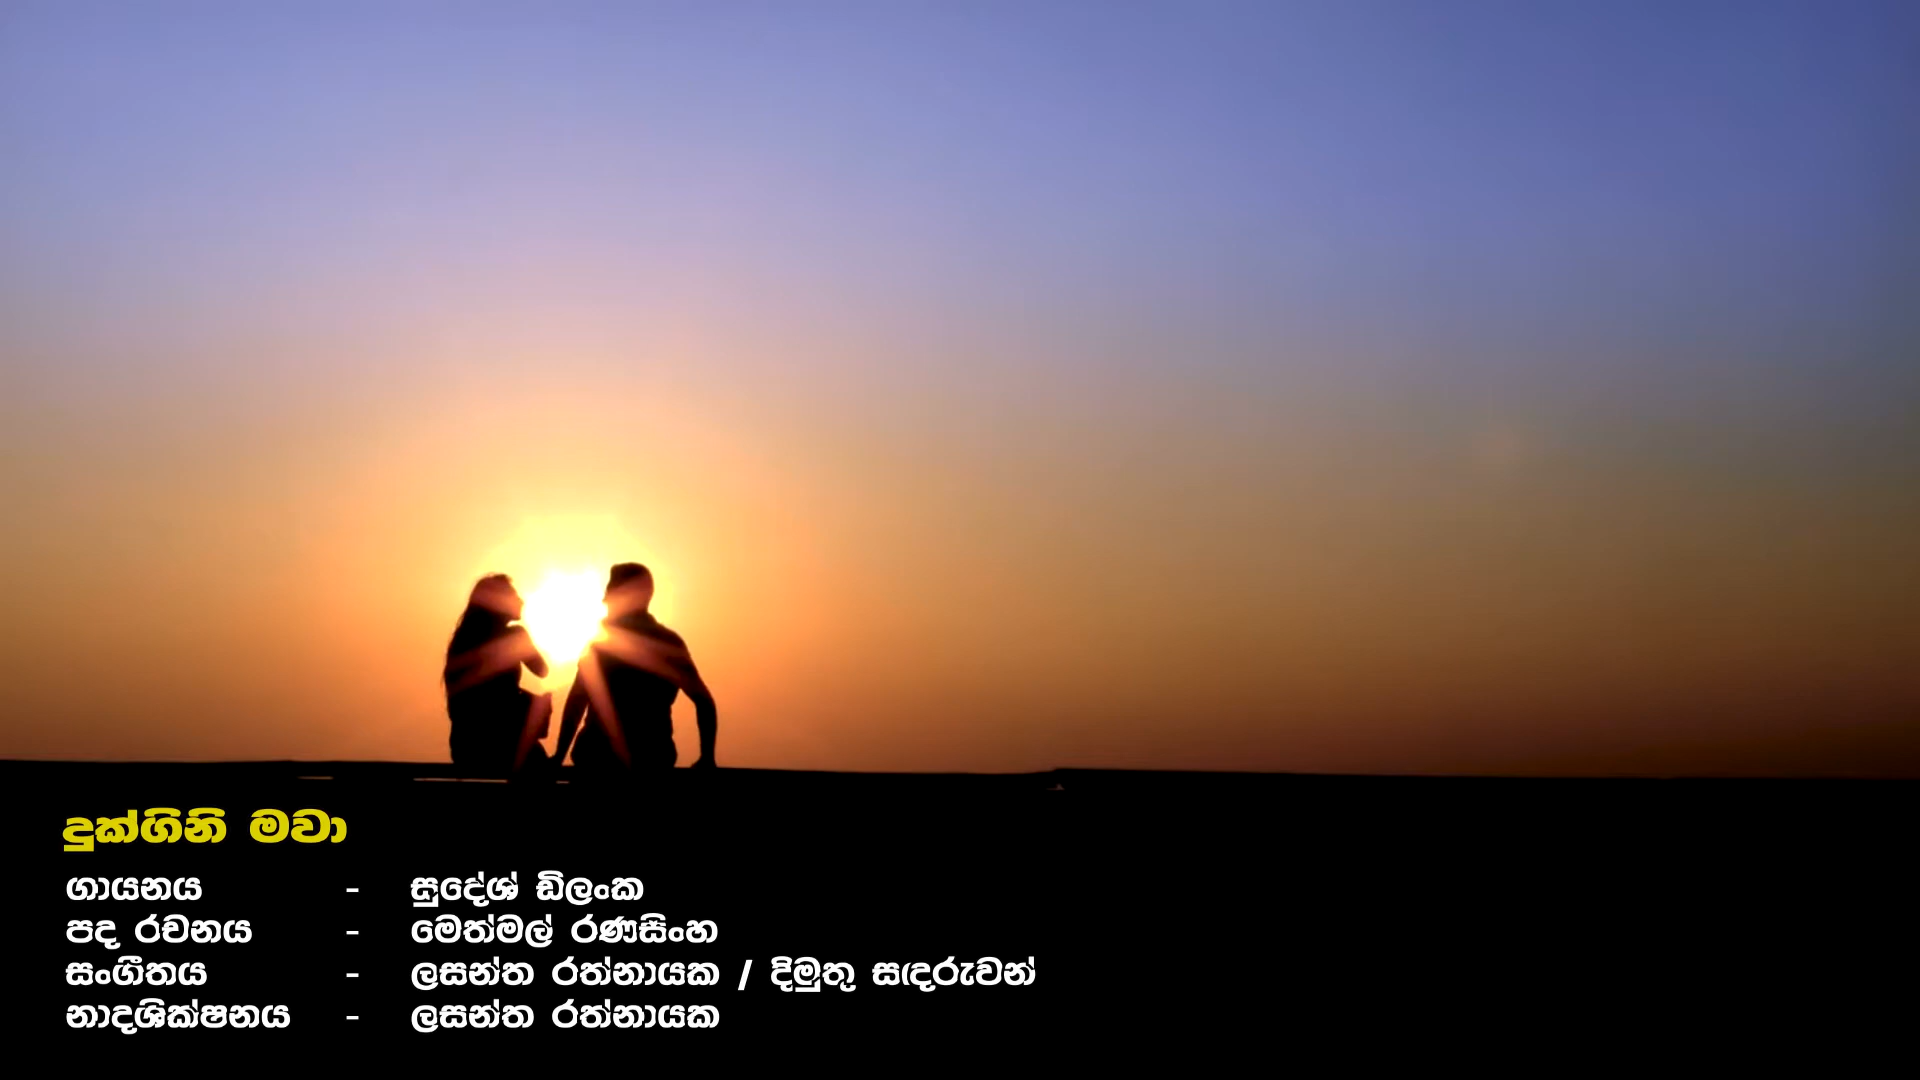 දුක්ගිනි මවා
ගායනය - සුදේශ් ඩිලංක
පද රචනය - මෙත්මල් රණසිංහ
සංගීතය - ලසන්ත රත්නායක / දිමුතු සඳරුවන්
නාදශික්ෂනය - ලසන්ත රත්නායක